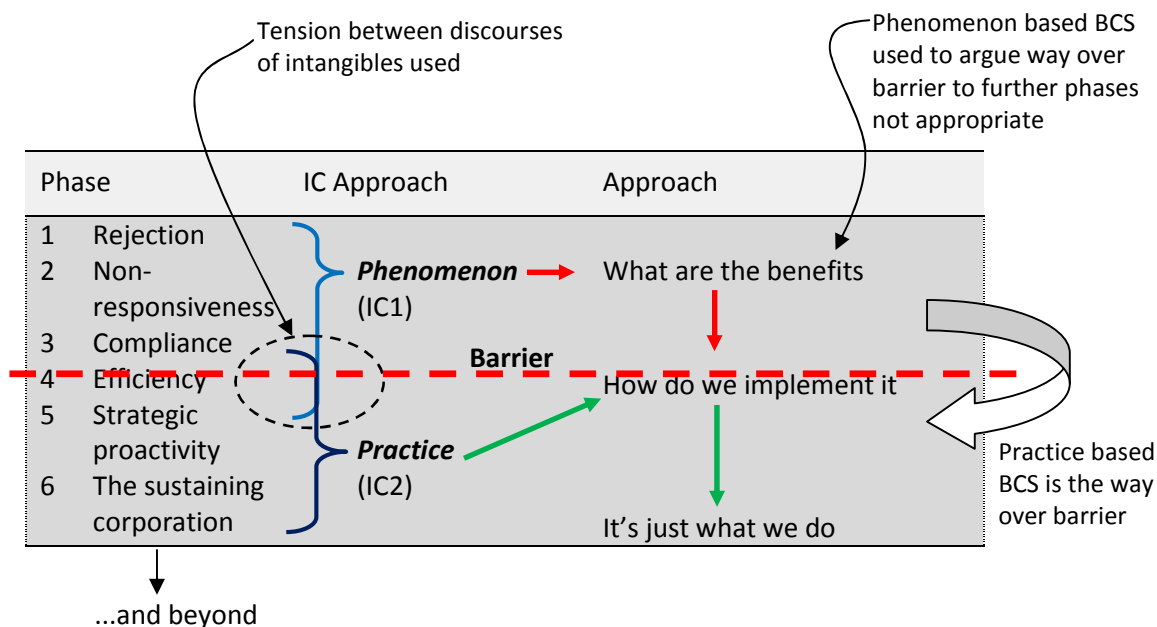 Tension between discourses
of intangibles used
Phenomenon based BCS
used to argue way over
barrier to further phases
not appropriate
Phase IC Approach Approach
1 Rejection
2 Non-
responsiveness
3 Compliance
4 Efficiency
5 Strategic
proactivity
6 The sustaining
corporation
Phenomenon
(IC1)
Barrier
Practice
(IC2)
What are the benefits
How do we implement it
It’s just what we do
Practice based
BCS is the way
over barrier
...and beyond